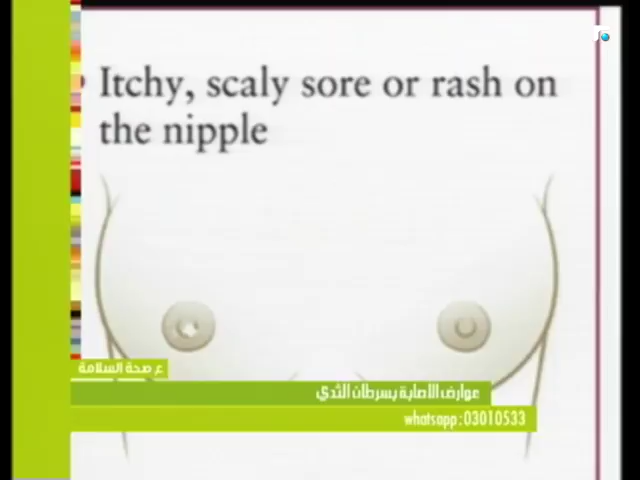 Itchy, scaly sore or rash on
the nipple
ع صحة السلامة
عوارض الاصابة بسرطان الثدي
whatsapp:03010533